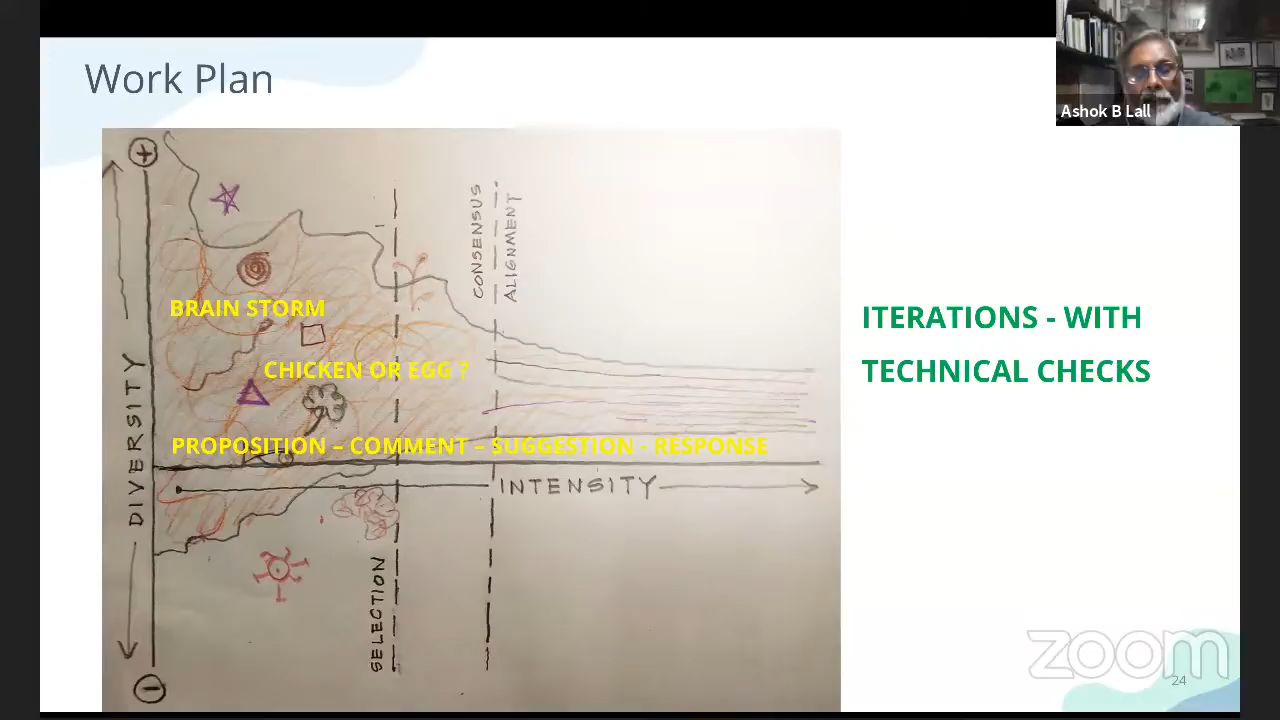 Work Plan
Ashok B Lall
+
DIVERSITY
-
BRAIN STORM
CHICKEN OR EGG ?
PROPOSITION – COMMENT – SUGGESTION - RESPONSE
CONSENSUS
ALIGNMENT
INTENSITY
SELECTION
ITERATIONS - WITH
TECHNICAL CHECKS
zoom
24